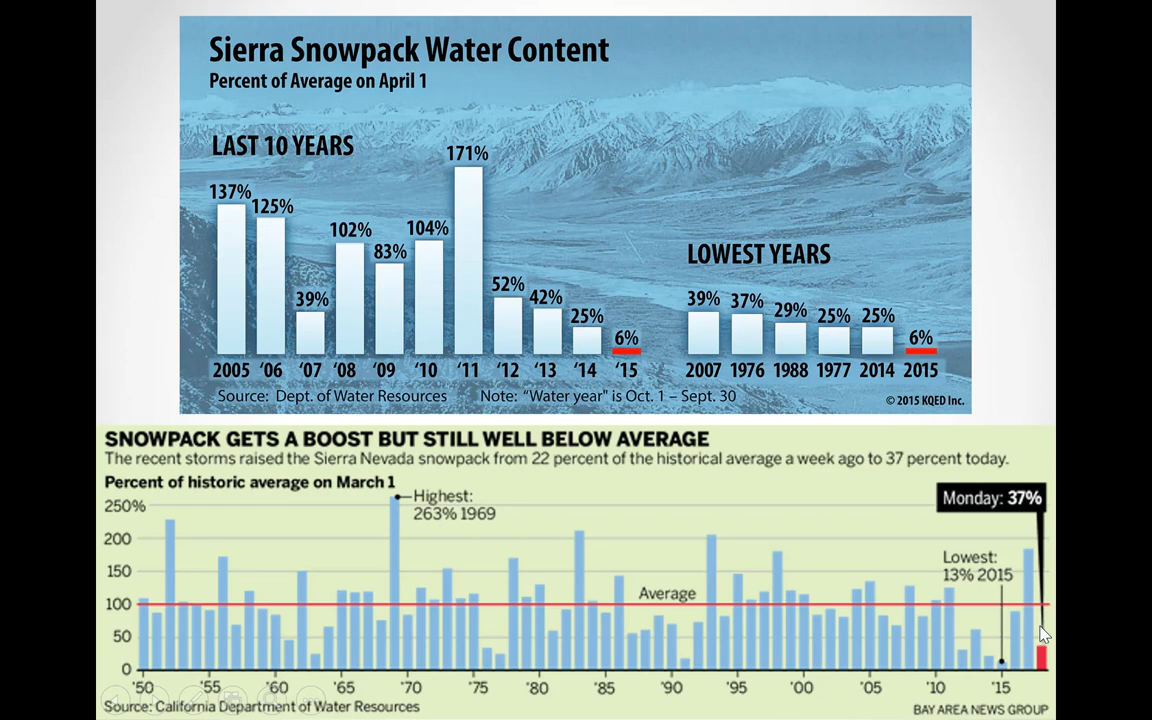 Sierra Snowpack Water Content
Percent of Average on April 1
LAST 10 YEARS
137% 125% 39% 102% 83% 104% 171% 52% 42% 25% 6%
2005 ‘06 ‘07 ‘08 ‘09 ‘10 ‘11 ‘12 ‘13 ‘14 ‘15
LOWEST YEARS
39% 37% 29% 25% 25% 6%
2007 1976 1988 1977 2014 2015
Source: Dept. of Water Resources Note: "Water year" is Oct. 1 – Sept. 30
© 2015 KQED Inc.
SNOWPACK GETS A BOOST BUT STILL WELL BELOW AVERAGE
The recent storms raised the Sierra Nevada snowpack from 22 percent of the historical average a week ago to 37 percent today.
Percent of historic average on March 1
Highest:
263% 1969
Monday: 37%
Lowest:
13% 2015
Average
250%
200
150
100
50
0
'50 '55 '60 '65 '70 '75 '80 '85 '90 '95 '00 '05 '10 '15
Source: California Department of Water Resources
BAY AREA NEWS GROUP